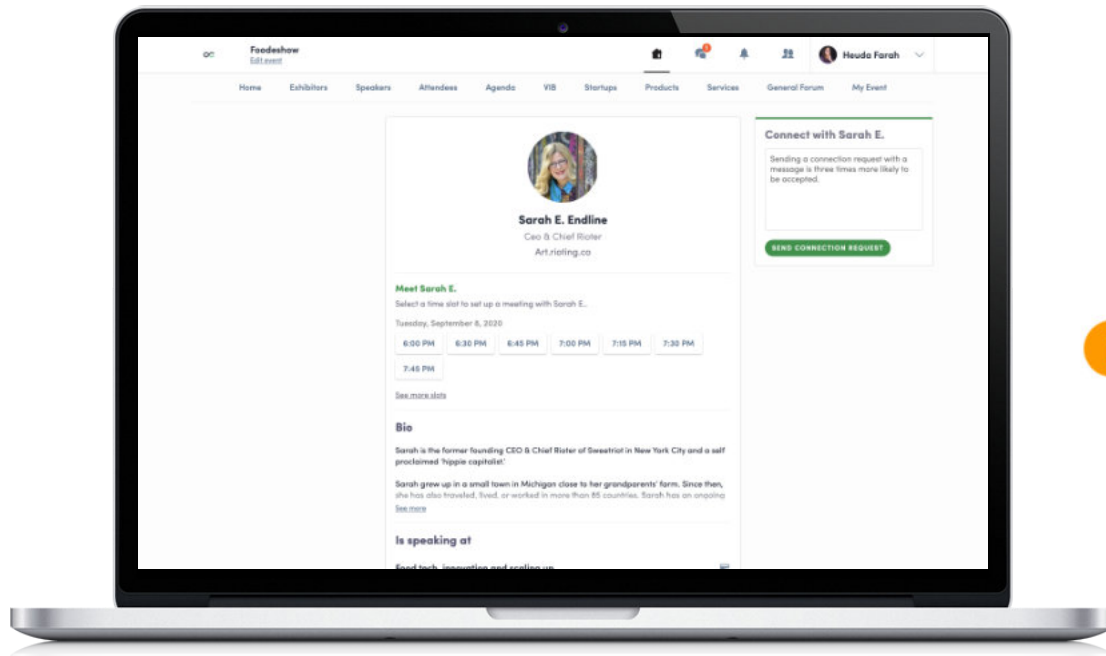 Foodeshow
Edit event
Heuda Farah
Home Exhibitors Speakers Attendees Agenda VIB Startups Products Services General Forum My Event
Sarah E. Endline
Ceo & Chief Rioter
Art.rioting.co
Meet Sarah E.
Select a time slot to set up a meeting with Sarah E..
Tuesday, September 8, 2020
6:00 PM 6:30 PM 6:45 PM 7:00 PM 7:15 PM 7:30 PM
7:45 PM
See more slots
Bio
Sarah is the former founding CEO & Chief Rioter of Sweetriot in New York City and a self
proclaimed 'hippie capitalist.'
Sarah grew up in a small town in Michigan close to her grandparents' farm. Since then,
she has also traveled, lived, or worked in more than 85 countries. Sarah has an ongoing
See more
Is speaking at
Food tech, innovation and scaling up
Connect with Sarah E.
Sending a connection request with a
message is three times more likely to
be accepted.
SEND CONNECTION REQUEST